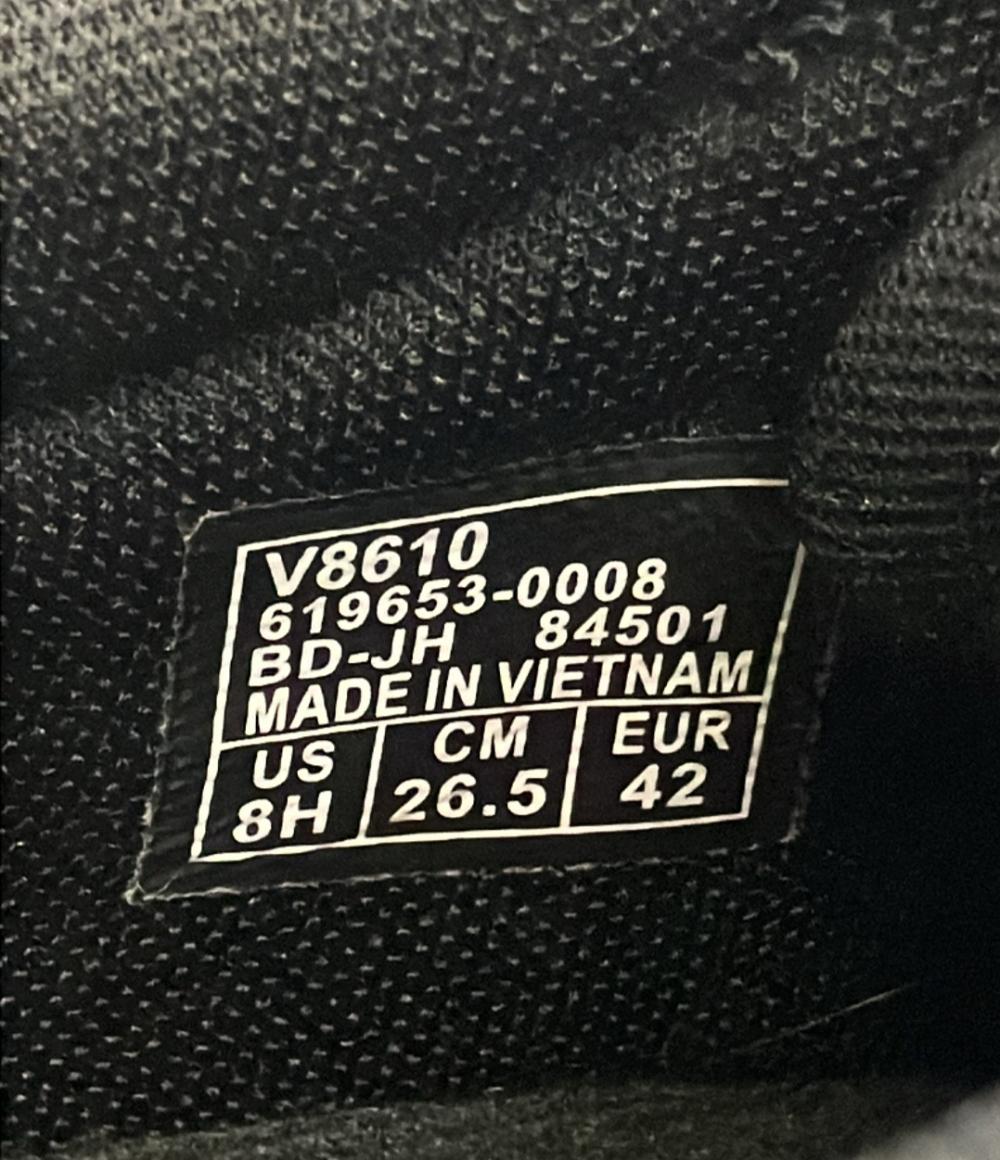 V8610
619653-0008
BD-JH 84501
MADE IN VIETNAM
US CM EUR
8H 26.5 42